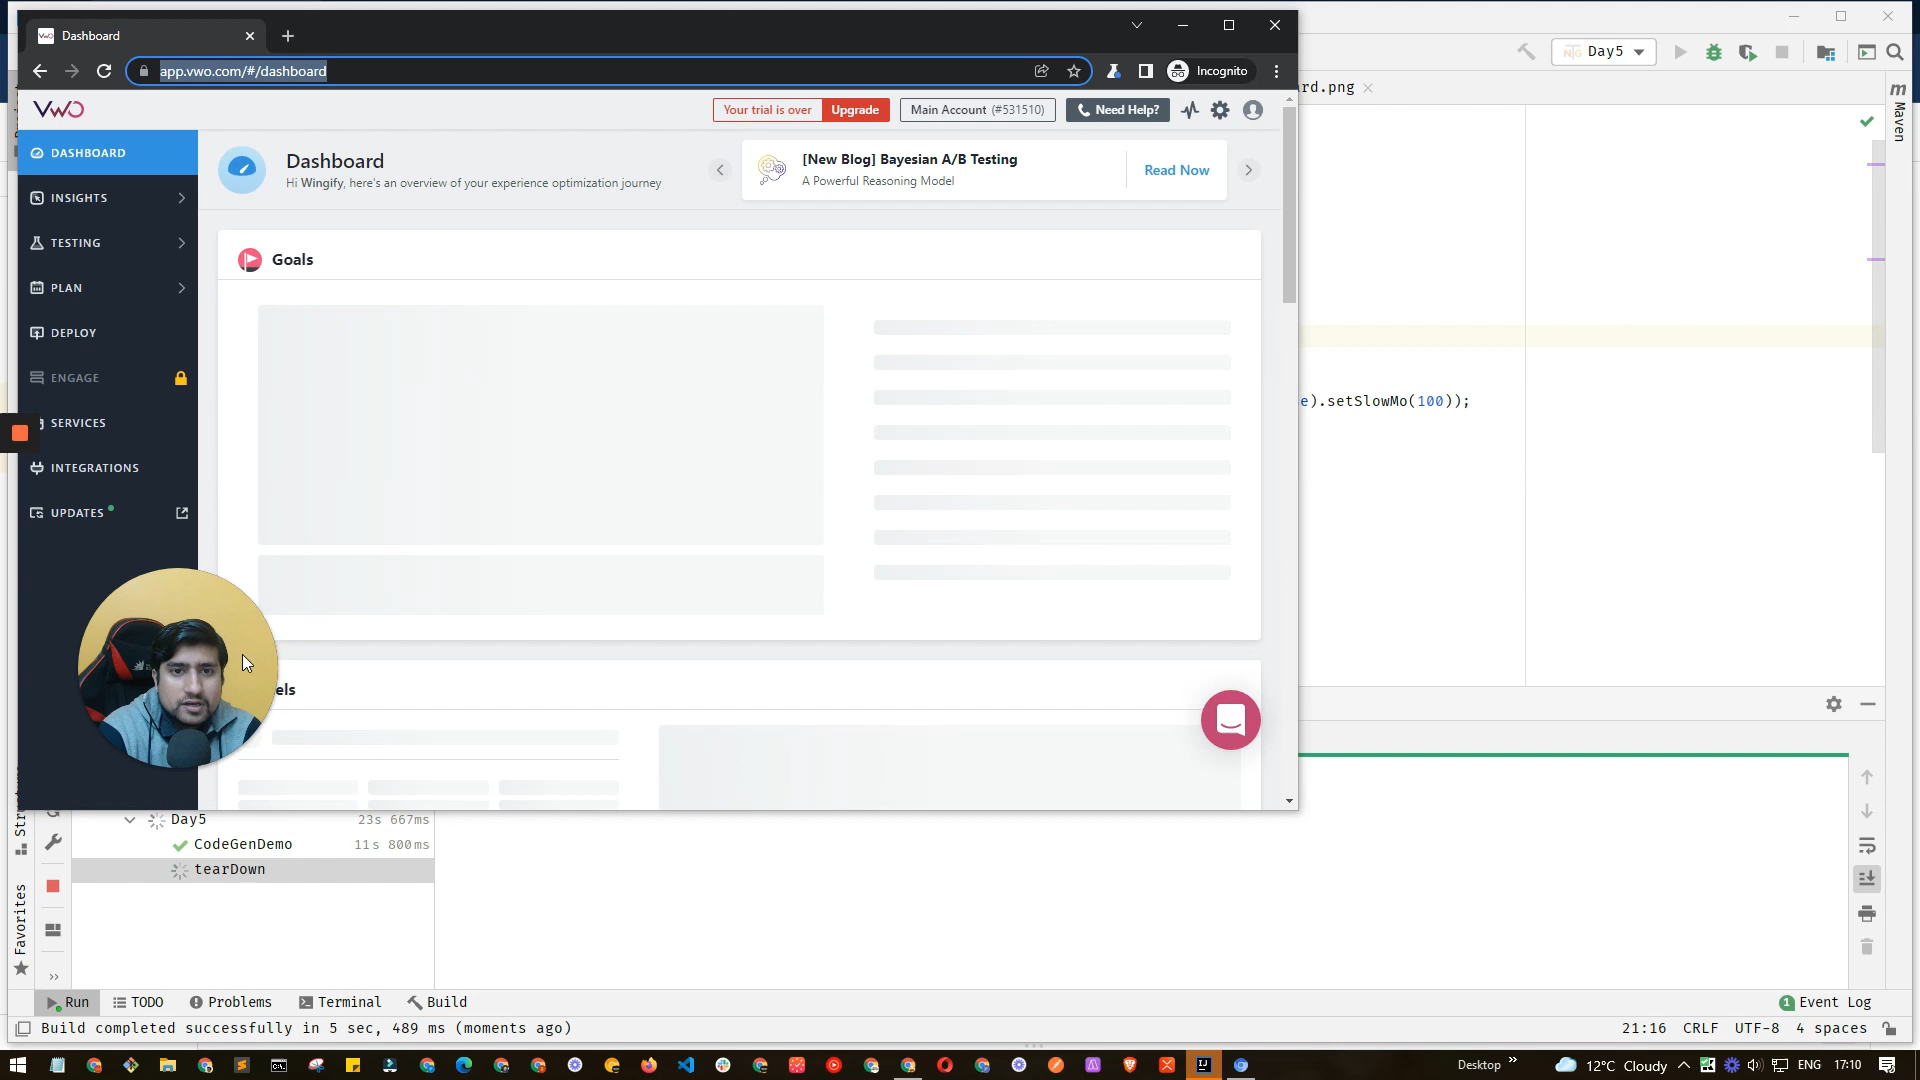 Dashboard
app.vwo.com/#/dashboard
Incognito
VWO
Your trial is over
Upgrade
Main Account (#531510)
Need Help?
DASHBOARD
INSIGHTS
TESTING
PLAN
DEPLOY
ENGAGE
SERVICES
INTEGRATIONS
UPDATES
Dashboard
Hi Wingify, here's an overview of your experience optimization journey
[New Blog] Bayesian A/B Testing
A Powerful Reasoning Model
Read Now
Goals
els
Day5
rd.png
Maven
e).setSlowMo(100));
Day5 23s 667ms
CodeGenDemo 11s 800ms
tearDown
Favorites
Run
TODO
Problems
Terminal
Build
1 Event Log
Build completed successfully in 5 sec, 489 ms (moments ago)
21:16 CRLF UTF-8 4 spaces
Desktop
12°C Cloudy
ENG
17:10